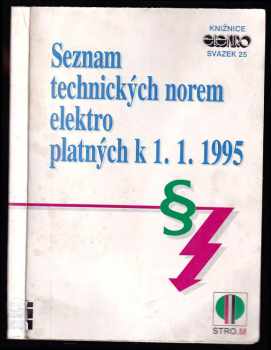 KNIŽNICE
ELEKTRO
SVAZEK 25
Seznam
technických norem
elektro
platných k 1. 1. 1995
§
STRO.M